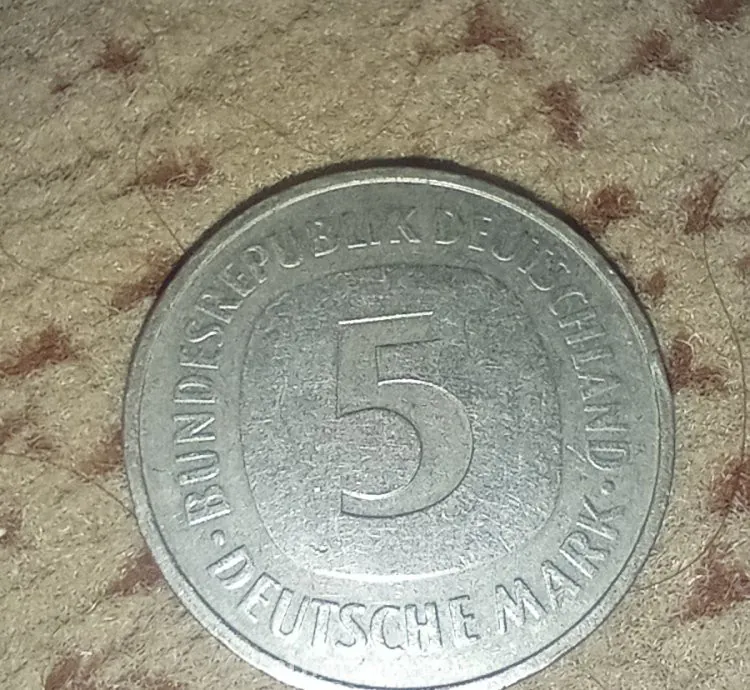 BUNDESREPUBLIK DEUTSCHLAND
5
· DEUTSCHE MARK ·